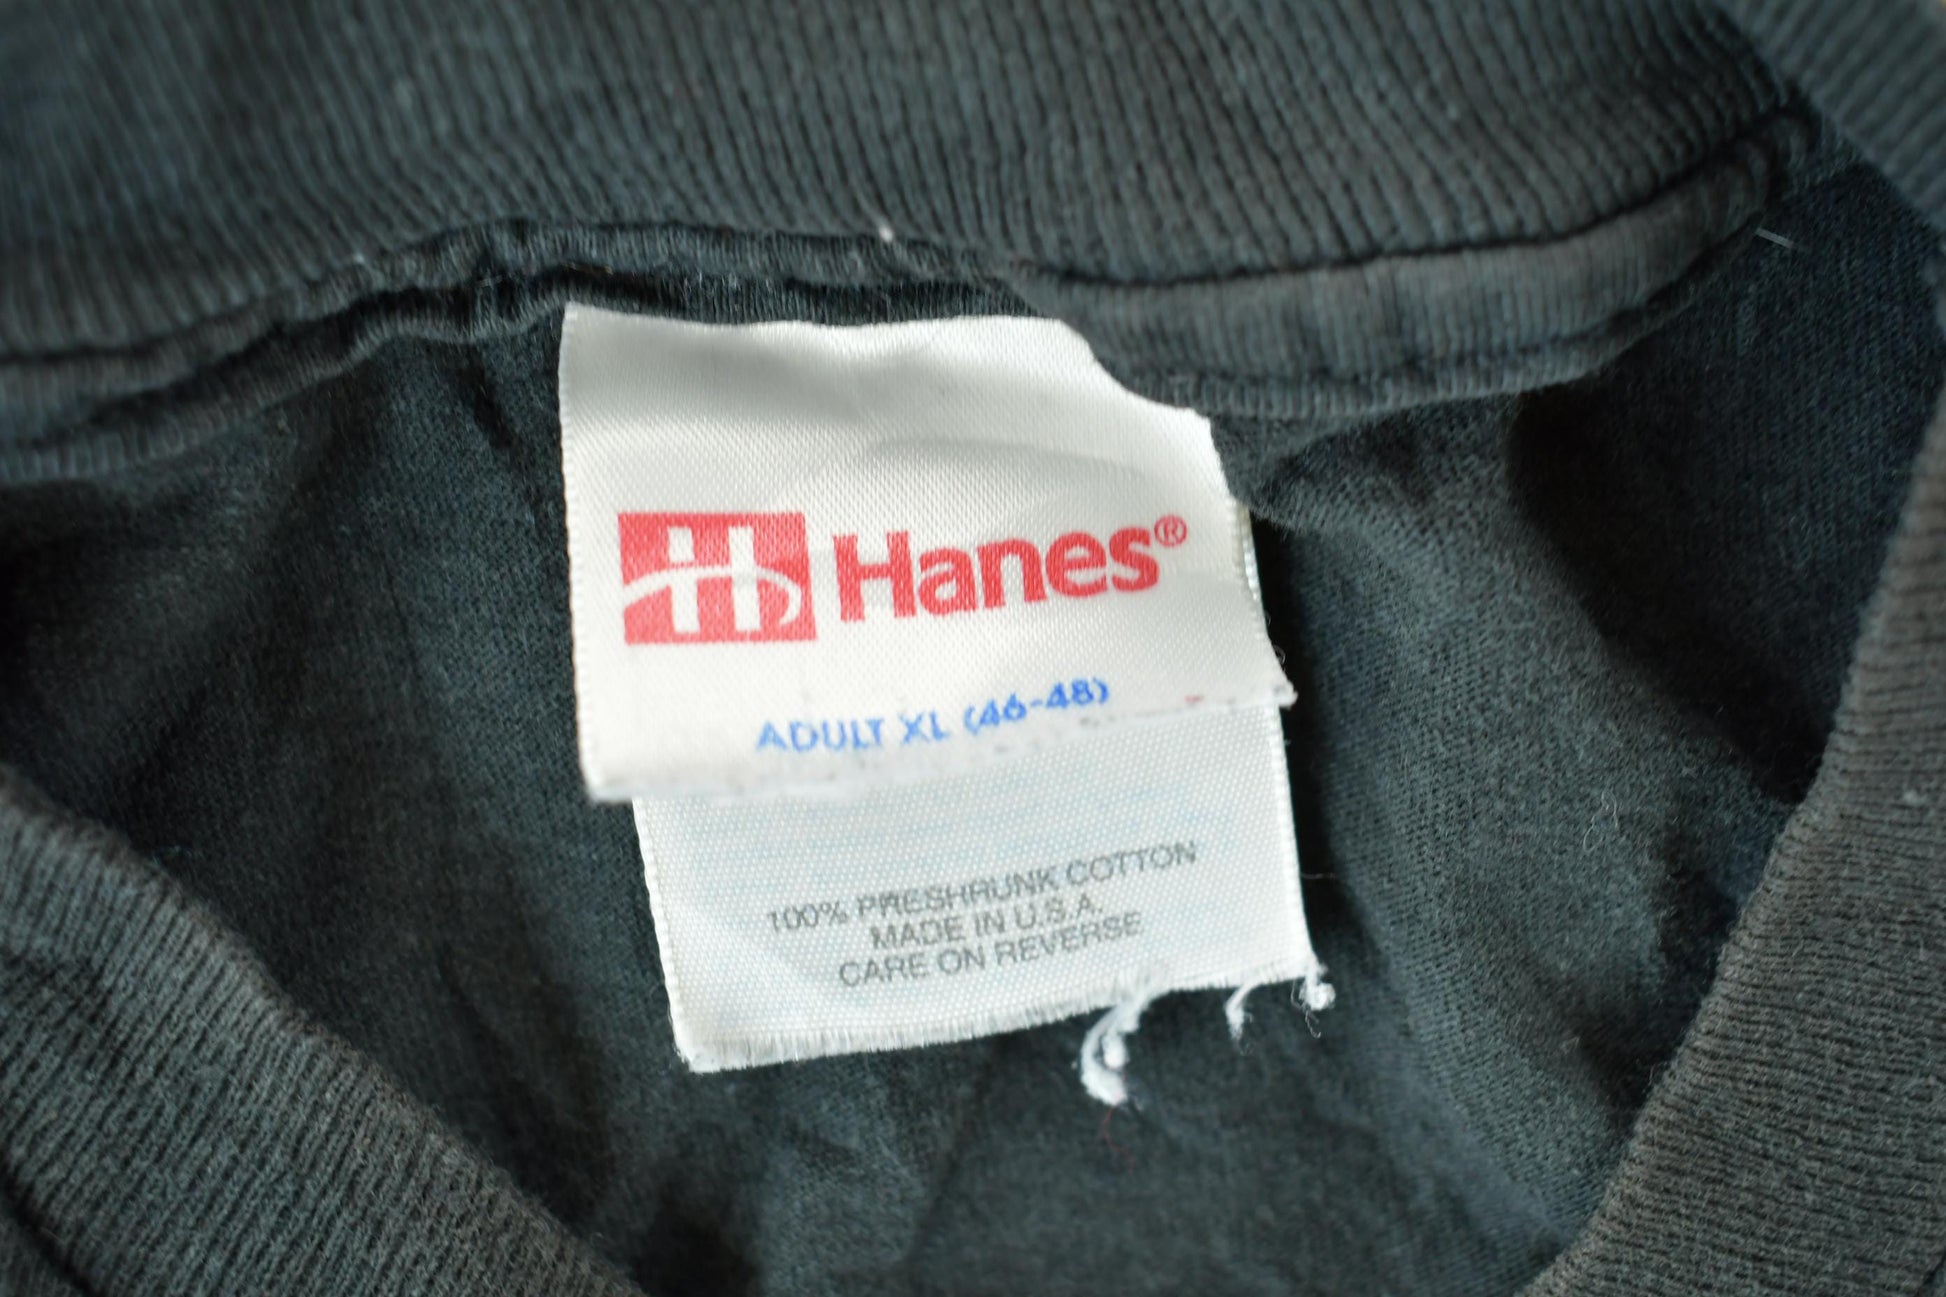 H Hanes®
ADULT XL (46-48)
100% PRESHRUNK COTTON
MADE IN U.S.A.
CARE ON REVERSE